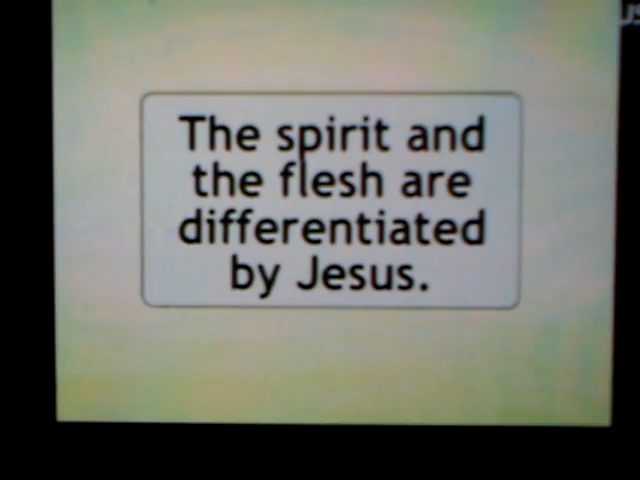 The spirit and
the flesh are
differentiated
by Jesus.